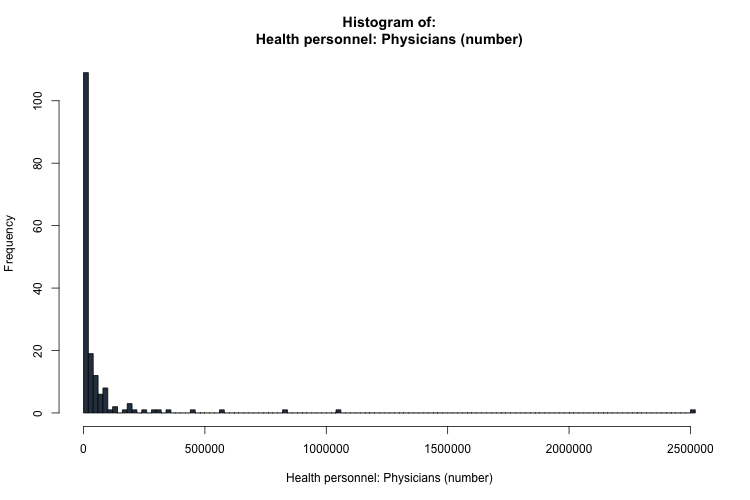 Histogram of:
Health personnel: Physicians (number)
Frequency
100
80
60
40
20
0
0 500000 1000000 1500000 2000000 2500000
Health personnel: Physicians (number)